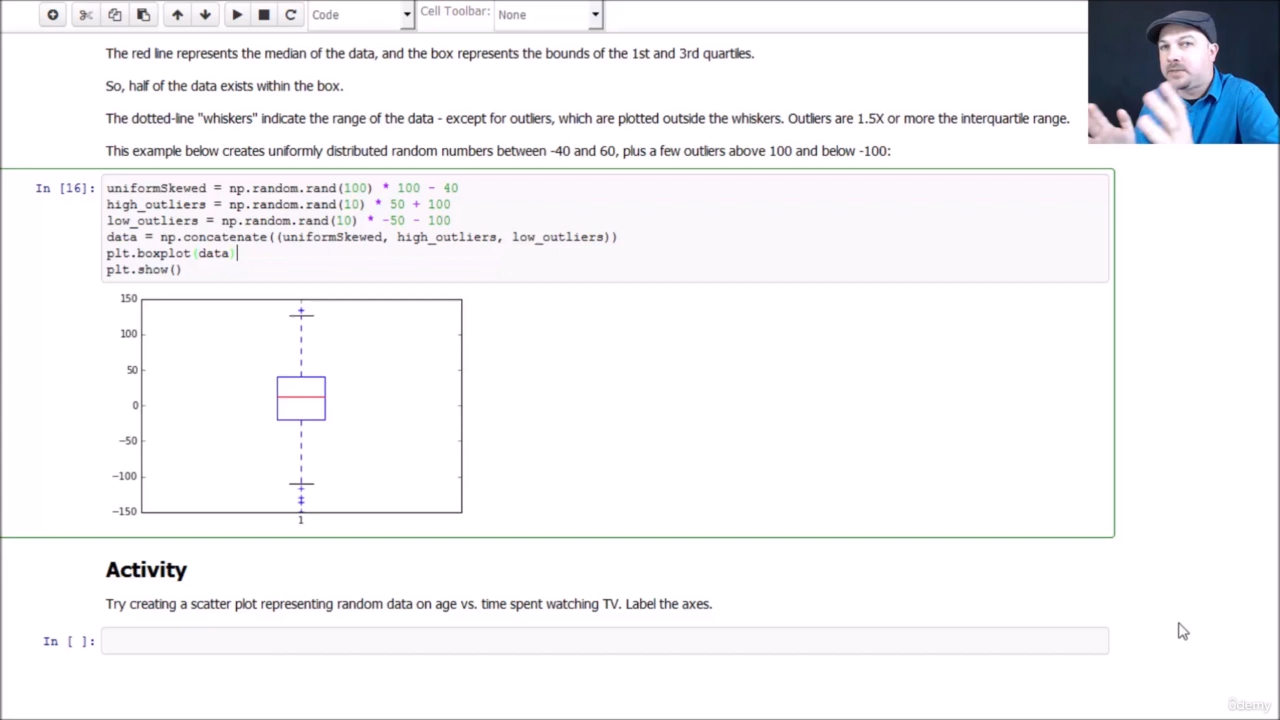 Code
Cell Toolbar:
None
The red line represents the median of the data, and the box represents the bounds of the 1st and 3rd quartiles.
So, half of the data exists within the box.
The dotted-line "whiskers" indicate the range of the data - except for outliers, which are plotted outside the whiskers. Outliers are 1.5X or more the interquartile range.
This example below creates uniformly distributed random numbers between -40 and 60, plus a few outliers above 100 and below -100:
In [16]:
uniformSkewed = np.random.rand(100) * 100 - 40
high_outliers = np.random.rand(10) * 50 + 100
low_outliers = np.random.rand(10) * -50 - 100
data = np.concatenate((uniformSkewed, high_outliers, low_outliers))
plt.boxplot(data)
plt.show()
150
100
50
0
−50
−100
−150
1
Activity
Try creating a scatter plot representing random data on age vs. time spent watching TV. Label the axes.
In [ ]:
ûdemy